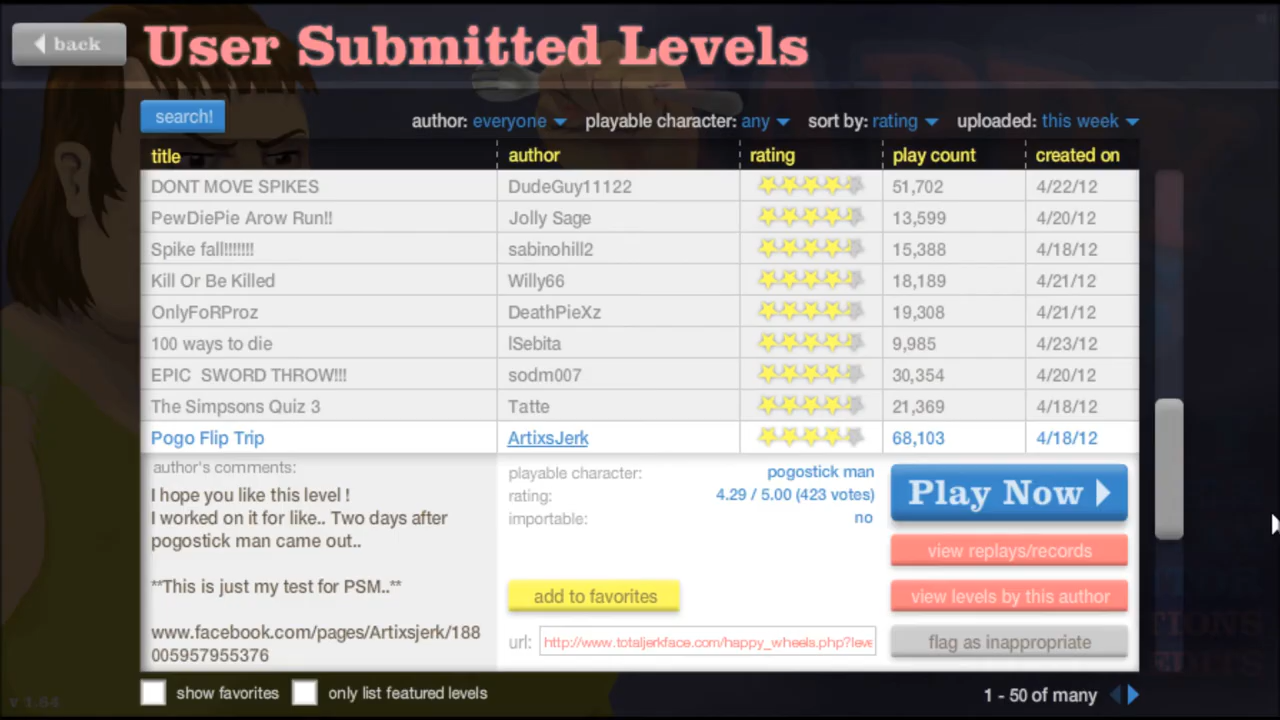 back
User Submitted Levels
search!
author: everyone
playable character: any
sort by: rating
uploaded: this week
title author rating play count created on
DONT MOVE SPIKES DudeGuy11122 51,702 4/22/12
PewDiePie Arow Run!! Jolly Sage 13,599 4/20/12
Spike fall!!!!!!! sabinohill2 15,388 4/18/12
Kill Or Be Killed Willy66 18,189 4/21/12
OnlyFoRProz DeathPieXz 19,308 4/21/12
100 ways to die lSebita 9,985 4/23/12
EPIC  SWORD THROW!!! sodm007 30,354 4/20/12
The Simpsons Quiz 3 Tatte 21,369 4/18/12
Pogo Flip Trip ArtixsJerk 68,103 4/18/12
author's comments:
I hope you like this level !
I worked on it for like.. Two days after
pogostick man came out..
**This is just my test for PSM..**
www.facebook.com/pages/Artixsjerk/188
005957955376
playable character: pogostick man
rating: 4.29 / 5.00 (423 votes)
importable: no
add to favorites
url: http://www.totaljerkface.com/happy_wheels.php?leve
Play Now
view replays/records
view levels by this author
flag as inappropriate
show favorites
only list featured levels
1 - 50 of many
v 1.64